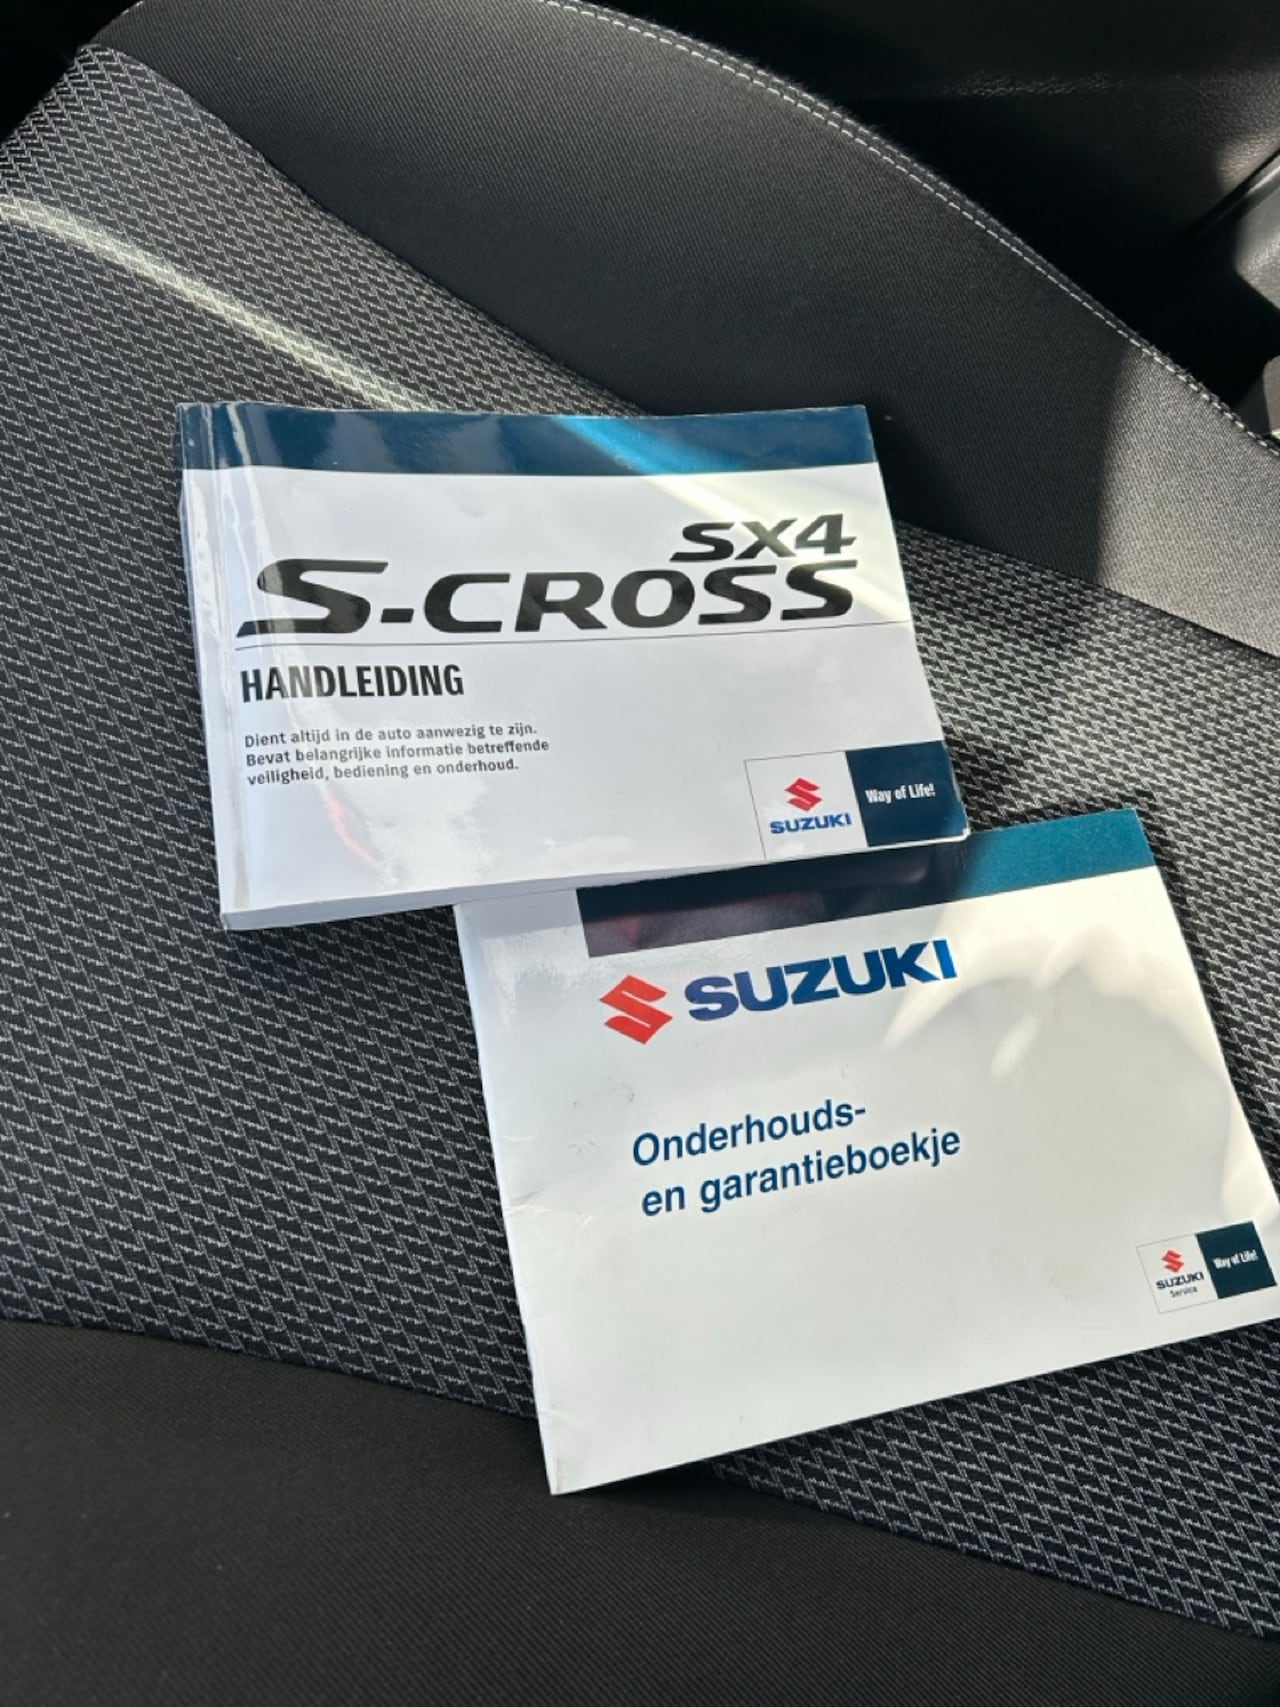 SX4
S-CROSS
HANDLEIDING
Dient altijd in de auto aanwezig te zijn.
Bevat belangrijke informatie betreffende
veiligheid, bediening en onderhoud.
SUZUKI
Way of Life!
SUZUKI
Onderhouds-
en garantieboekje
SUZUKI
Service
Way of Life!